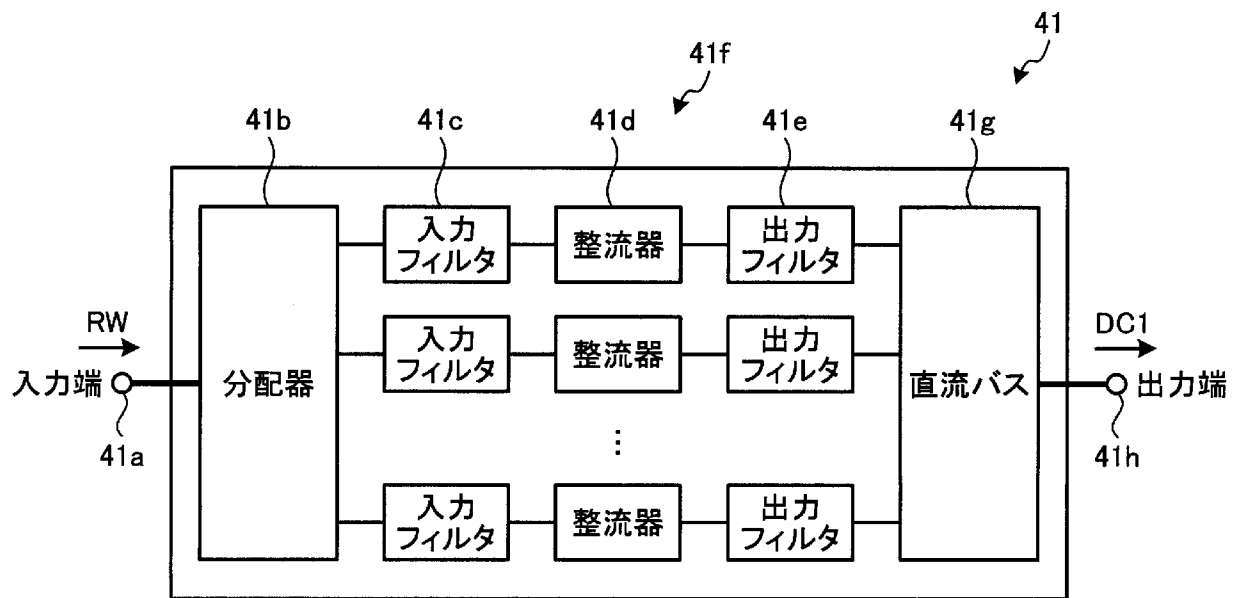 41
41f
41b
41c
41d
41e
41g
入力
フィルタ
整流器
出力
フィルタ
RW
入力
フィルタ
整流器
出力
フィルタ
DC1
入力端
分配器
直流バス
出力端
41a
⋮
41h
入力
フィルタ
整流器
出力
フィルタ